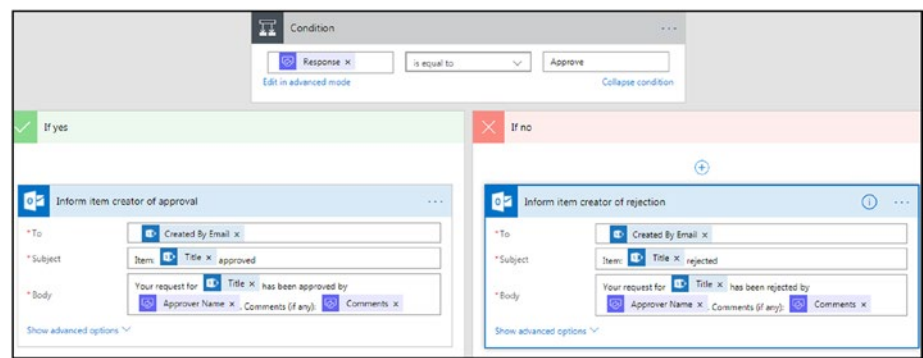 Condition ...
Response × is equal to Approve
Edit in advanced mode Collapse condition
If yes
Inform item creator of approval ...
*To Created By Email ×
*Subject Item: Title × approved
*Body Your request for Title × has been approved by
Approver Name × . Comments (if any): Comments ×
Show advanced options
If no
Inform item creator of rejection ...
*To Created By Email ×
*Subject Item: Title × rejected
*Body Your request for Title × has been rejected by
Approver Name × . Comments (if any): Comments ×
Show advanced options